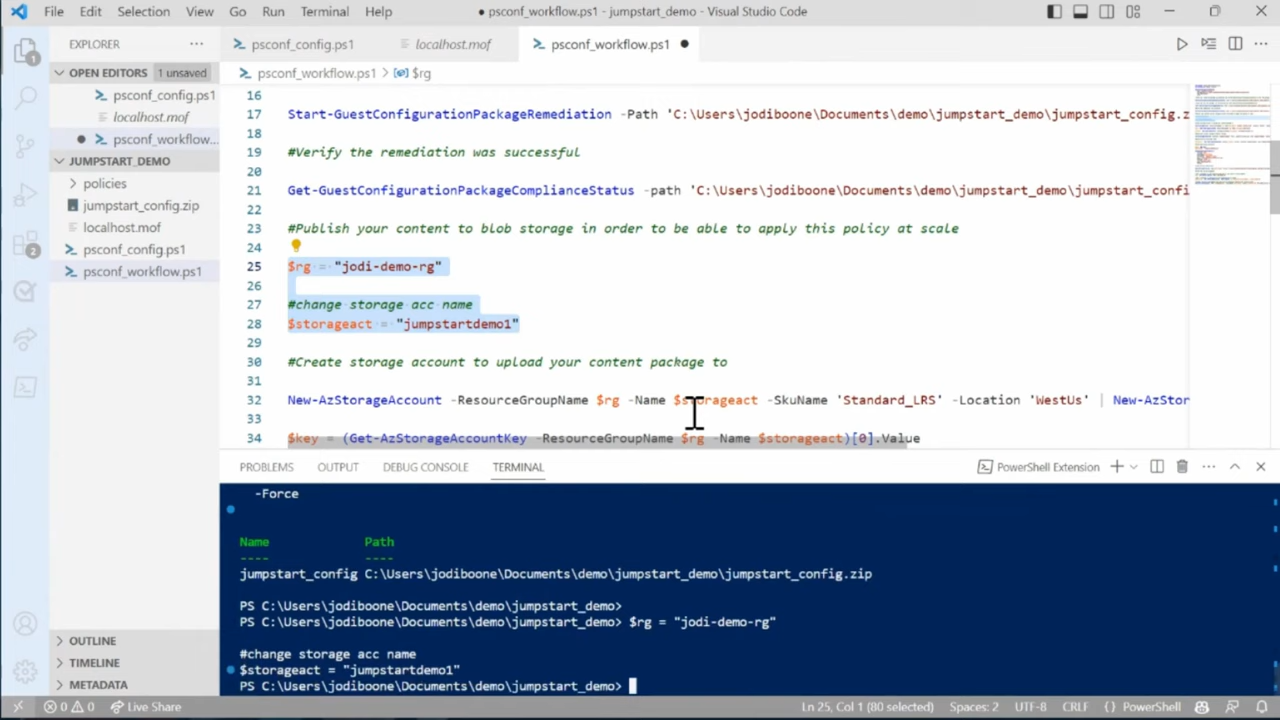 File Edit Selection View Go Run Terminal Help
● psconf_workflow.ps1 - jumpstart_demo - Visual Studio Code
1
2
EXPLORER
OPEN EDITORS 1 unsaved
psconf_config.ps1
localhost.mof
psconf_workflow...
JUMPSTART_DEMO
policies
jumpstart_config.zip
localhost.mof
psconf_config.ps1
psconf_workflow.ps1
OUTLINE
TIMELINE
METADATA
psconf_config.ps1 localhost.mof psconf_workflow.ps1 ●
psconf_workflow.ps1 > $rg
16
17 Start-GuestConfigurationPackageRemediation -Path 'C:\Users\jodiboone\Documents\demo\jumpstart_demo\jumpstart_config.z
18
19 #Verify the remediation was successful
20
21 Get-GuestConfigurationPackageComplianceStatus -path 'C:\Users\jodiboone\Documents\demo\jumpstart_demo\jumpstart_confi
22
23 #Publish your content to blob storage in order to be able to apply this policy at scale
24
25 $rg = "jodi-demo-rg"
26
27 #change storage acc name
28 $storageact = "jumpstartdemo1"
29
30 #Create storage account to upload your content package to
31
32 New-AzStorageAccount -ResourceGroupName $rg -Name $storageact -SkuName 'Standard_LRS' -Location 'WestUs' | New-AzStor
33
34 $key = (Get-AzStorageAccountKey -ResourceGroupName $rg -Name $storageact)[0].Value
PROBLEMS OUTPUT DEBUG CONSOLE TERMINAL PowerShell Extension
-Force
Name Path
---- ----
jumpstart_config C:\Users\jodiboone\Documents\demo\jumpstart_demo\jumpstart_config.zip
PS C:\Users\jodiboone\Documents\demo\jumpstart_demo>
PS C:\Users\jodiboone\Documents\demo\jumpstart_demo> $rg = "jodi-demo-rg"
#change storage acc name
$storageact = "jumpstartdemo1"
PS C:\Users\jodiboone\Documents\demo\jumpstart_demo>
0 0 Live Share Ln 25, Col 1 (80 selected) Spaces: 2 UTF-8 CRLF {} PowerShell